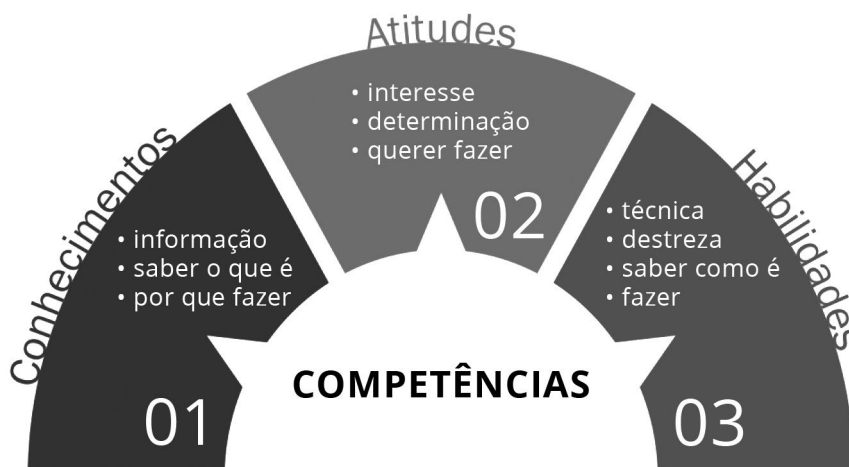 Conhecimentos
• informação
• saber o que é
• por que fazer
01
Atitudes
• interesse
• determinação
• querer fazer
02
Habilidades
• técnica
• destreza
• saber como é
• fazer
03
COMPETÊNCIAS